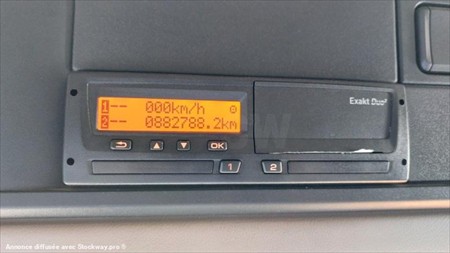 1-- 000km/h
Exakt Duo²
2-- 0882788.2km
OK
1 2
Annonce diffusée avec Stockway.pro ®